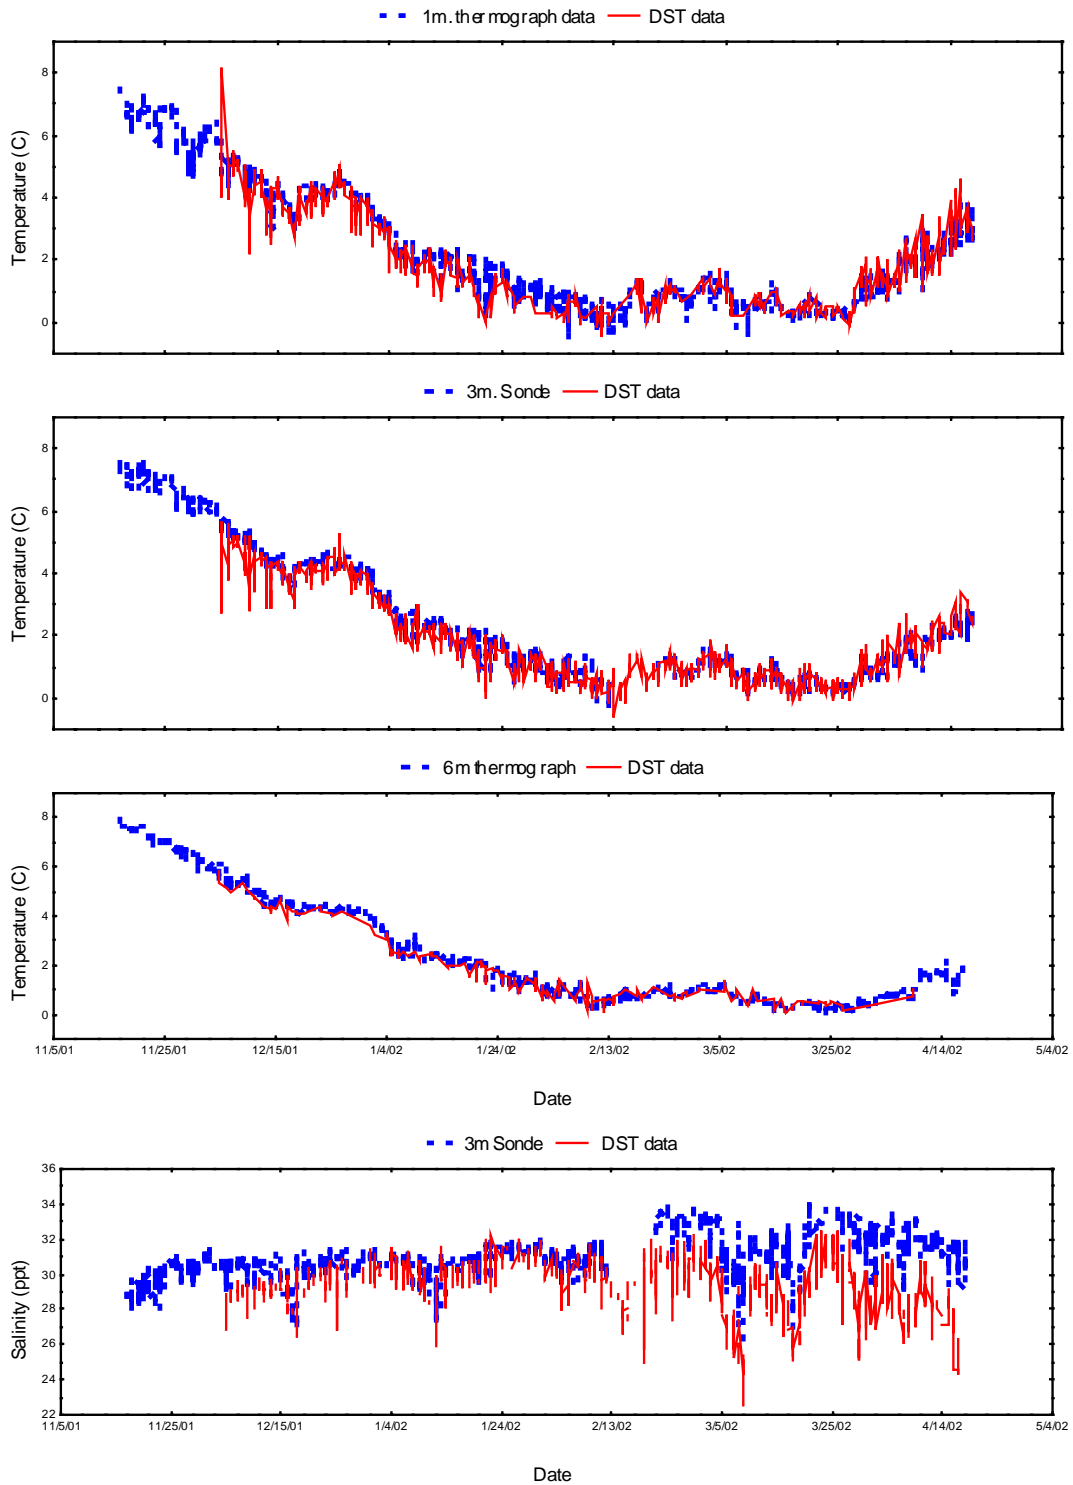 1m. thermograph data DST data
8
6
4
2
0
Temperature (C)
3m. Sonde DST data
8
6
4
2
0
Temperature (C)
6m thermograph DST data
8
6
4
2
0
Temperature (C)
11/5/01 11/25/01 12/15/01 1/4/02 1/24/02 2/13/02 3/5/02 3/25/02 4/14/02 5/4/02
Date
3m Sonde DST data
36
34
32
30
28
26
24
22
Salinity (ppt)
11/5/01 11/25/01 12/15/01 1/4/02 1/24/02 2/13/02 3/5/02 3/25/02 4/14/02 5/4/02
Date